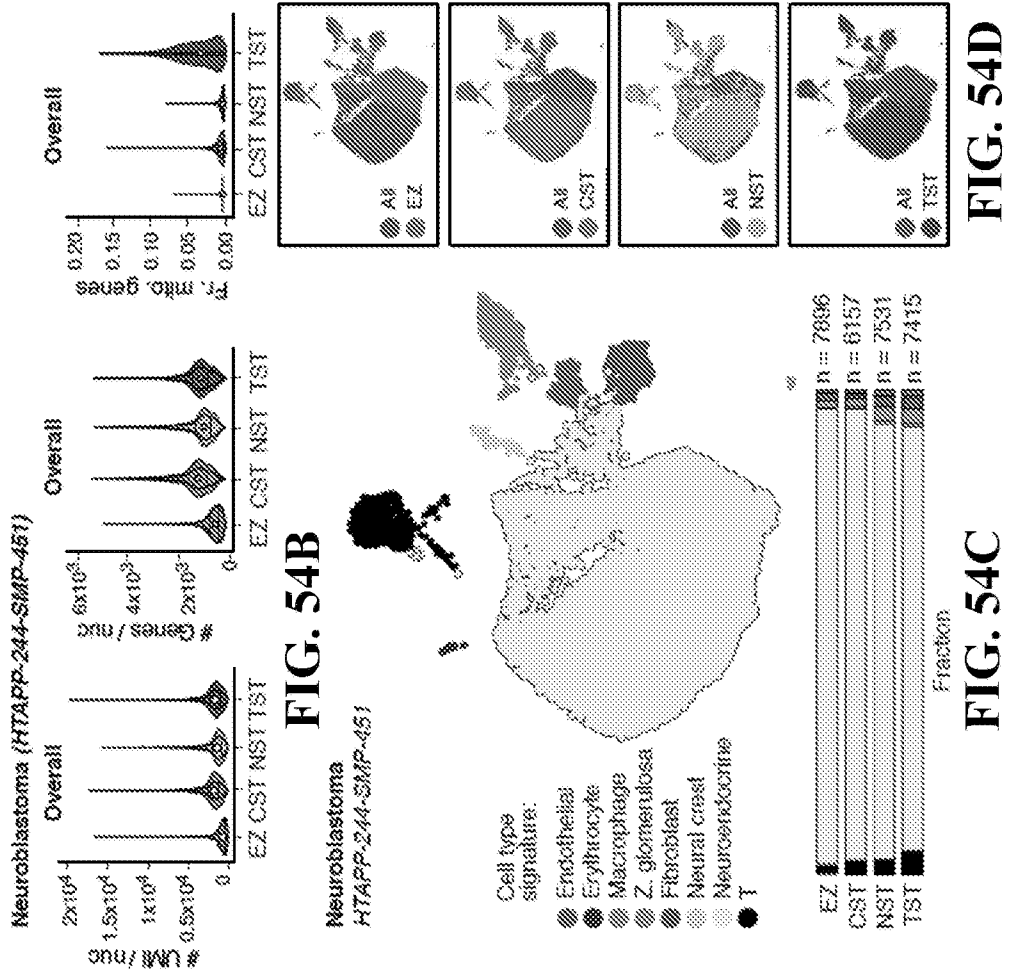 Neuroblastoma (HTAPP-244-SMP-451)
Overall
# UMI / nuc
2x10⁴
1.5x10⁴
1x10⁴
0.5x10⁴
0
EZ CST NST TST
Overall
# Genes / nuc
6x10³
4x10³
2x10³
0
EZ CST NST TST
Overall
Fr. mito. genes
0.20
0.15
0.10
0.05
0.00
EZ CST NST TST
FIG. 54B
Neuroblastoma
HTAPP-244-SMP-451
Cell type
signature:
Endothelial
Erythrocyte
Macrophage
Z. glomerulosa
Fibroblast
Neural crest
Neuroendocrine
T
EZ n = 7896
CST n = 8157
NST n = 7531
TST n = 7415
Fraction
FIG. 54C
All
EZ
All
CST
All
NST
All
TST
FIG. 54D